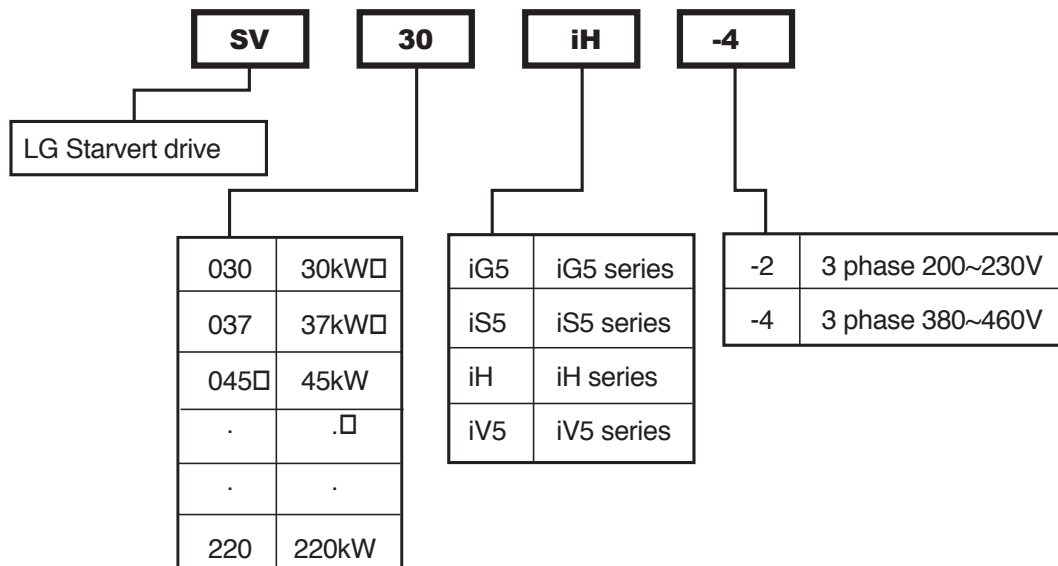 SV 30 iH -4
LG Starvert drive
030 30kW□
037 37kW□
045□ 45kW
. .□
. .
220 220kW
iG5 iG5 series
iS5 iS5 series
iH iH series
iV5 iV5 series
-2 3 phase 200~230V
-4 3 phase 380~460V